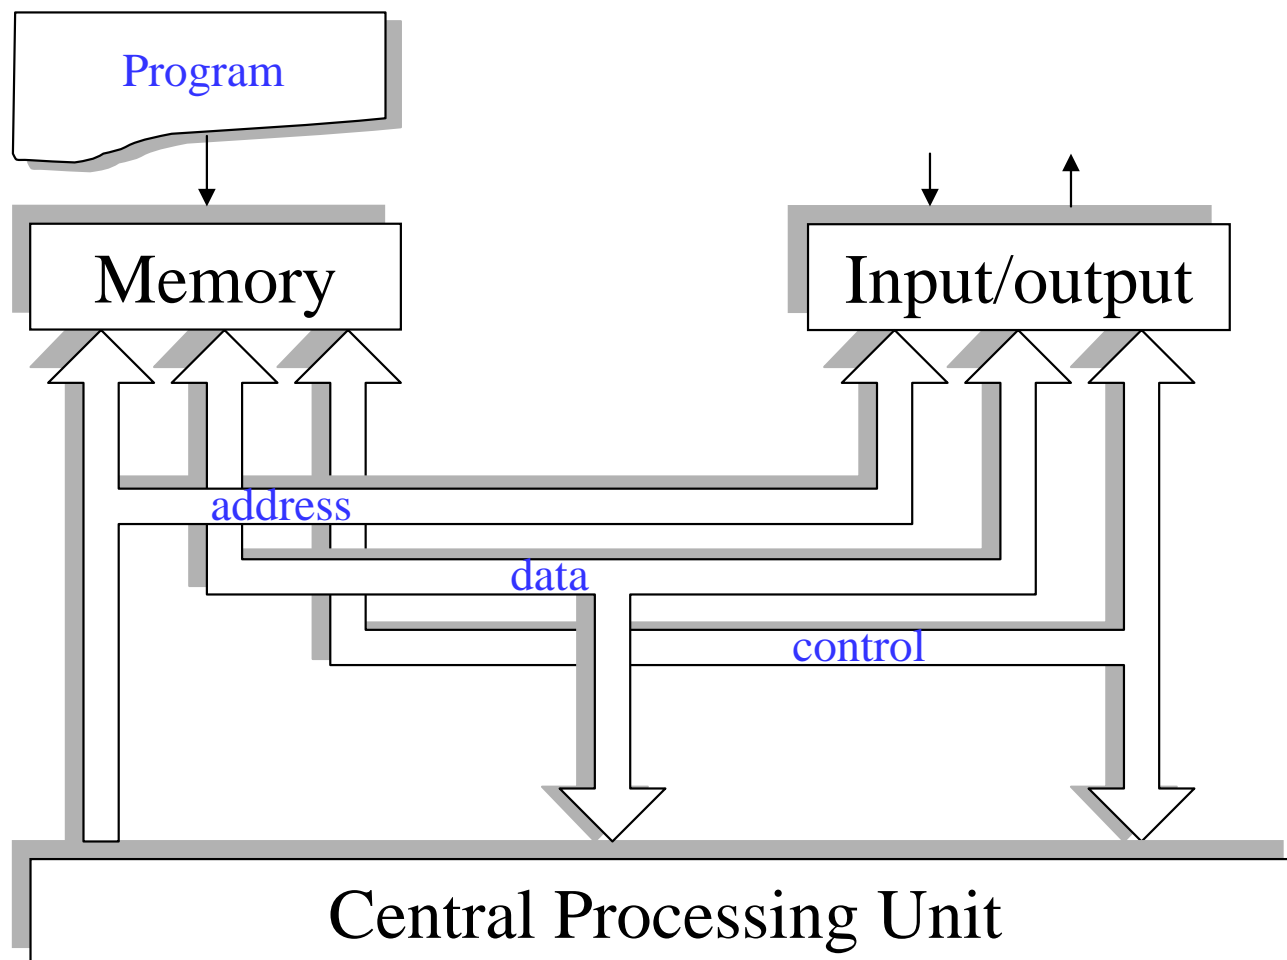 Program
Memory
Input/output
address
data
control
Central Processing Unit